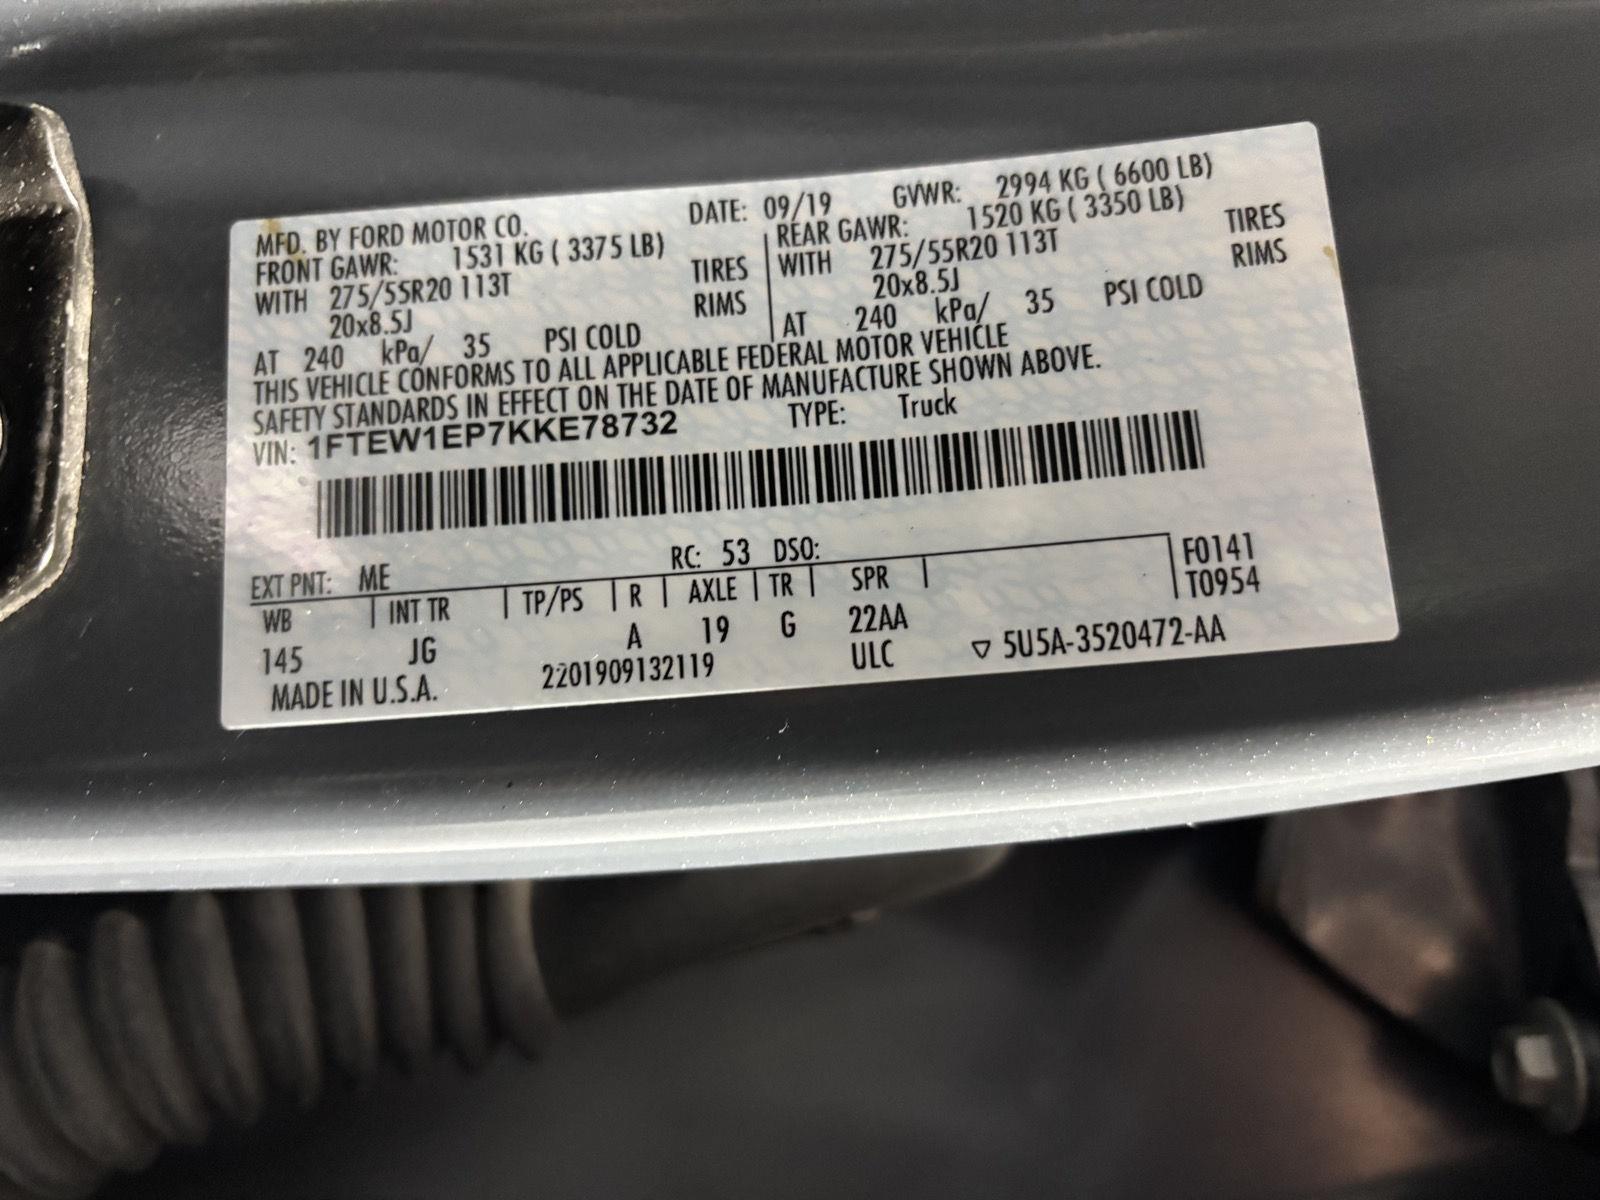 MFD. BY FORD MOTOR CO. DATE: 09/19 GVWR: 2994 KG ( 6600 LB)
FRONT GAWR: 1531 KG ( 3375 LB) REAR GAWR: 1520 KG ( 3350 LB)
WITH 275/55R20 113T TIRES WITH 275/55R20 113T TIRES
20x8.5J RIMS 20x8.5J RIMS
AT 240 kPa/ 35 PSI COLD AT 240 kPa/ 35 PSI COLD
THIS VEHICLE CONFORMS TO ALL APPLICABLE FEDERAL MOTOR VEHICLE
SAFETY STANDARDS IN EFFECT ON THE DATE OF MANUFACTURE SHOWN ABOVE.
VIN: 1FTEW1EP7KKE78732 TYPE: Truck
EXT PNT: ME RC: 53 DSO: F0141
WB INT TR TP/PS R AXLE TR SPR T0954
145 JG A 19 G 22AA
MADE IN U.S.A. 2201909132119 ULC ▽ 5U5A-3520472-AA